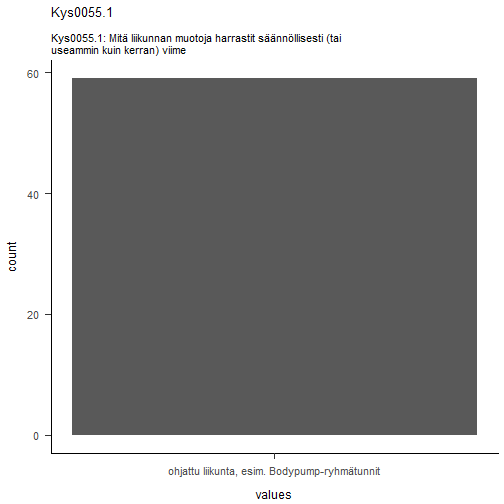 Kys0055.1
Kys0055.1: Mitä liikunnan muotoja harrastit säännöllisesti (tai
useammin kuin kerran) viime
60
40
20
0
count
ohjattu liikunta, esim. Bodypump-ryhmätunnit
values